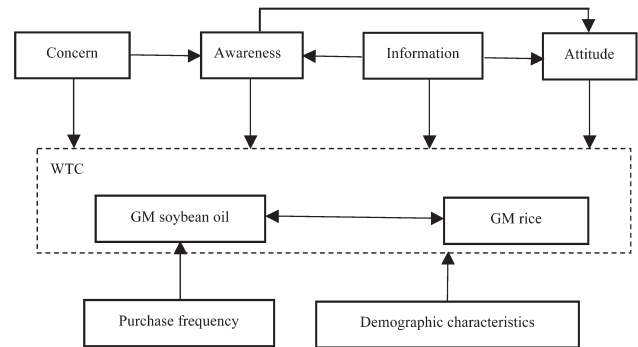 Concern
Awareness
Information
Attitude
WTC
GM soybean oil
GM rice
Purchase frequency
Demographic characteristics